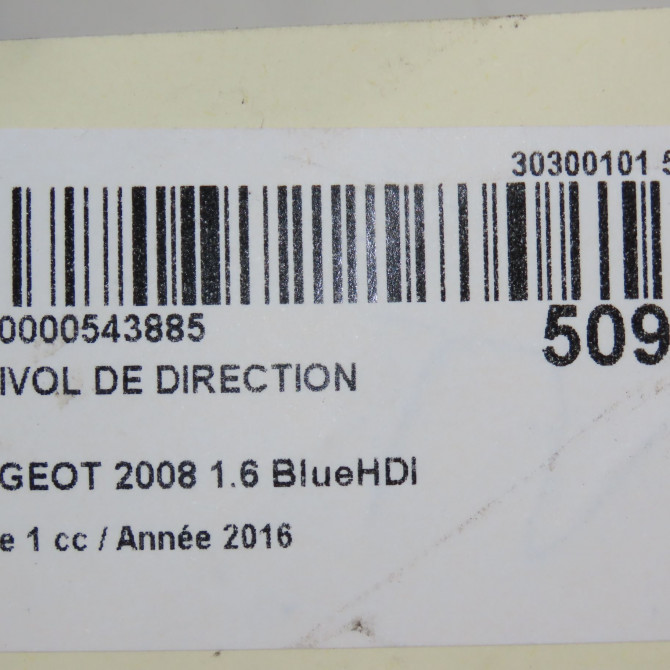 30300101 5
0000543885
509
IVOL DE DIRECTION
GEOT 2008 1.6 BlueHDI
e 1 cc / Année 2016